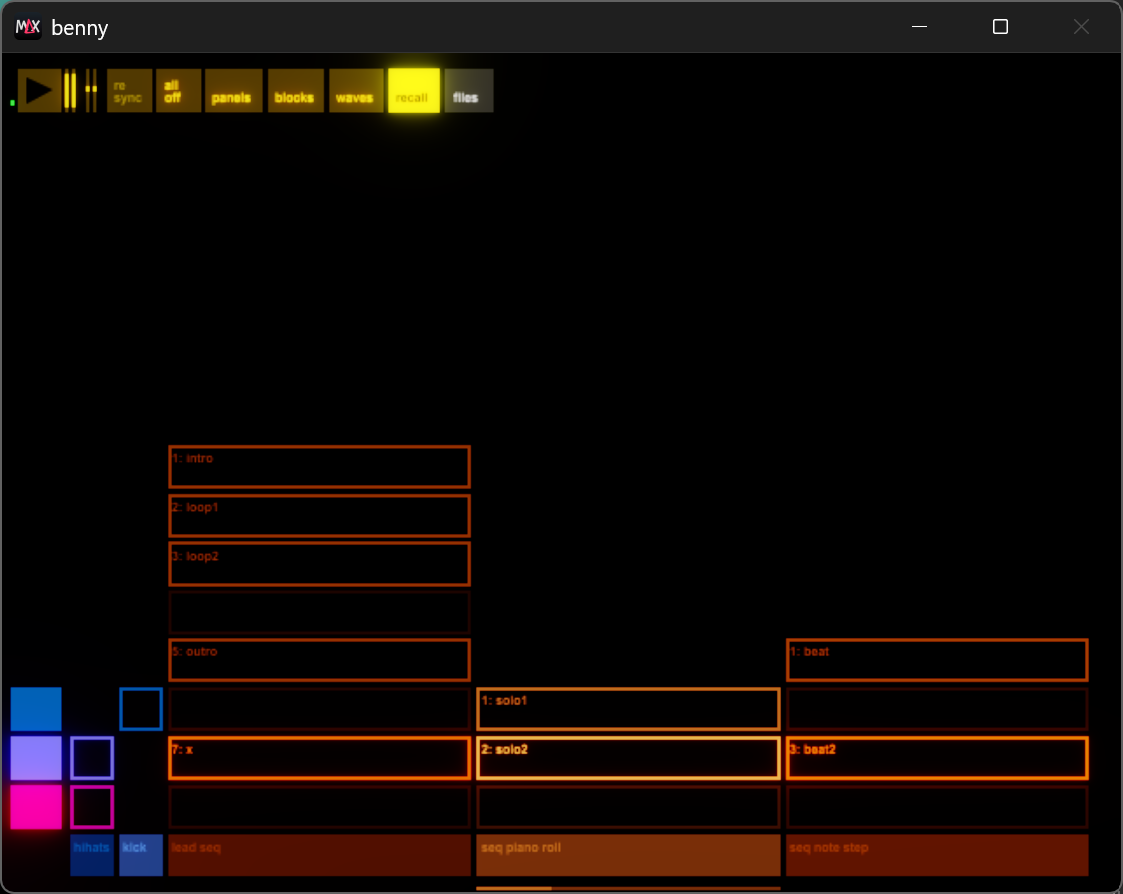 MAX benny
re
sync
all
off
panels
blocks
waves
recall
files
1: intro
2: loop1
3: loop2
5: outro
1: beat
1: solo1
7: x
2: solo2
3: beat2
hihats
kick
lead seq
seq piano roll
seq note step